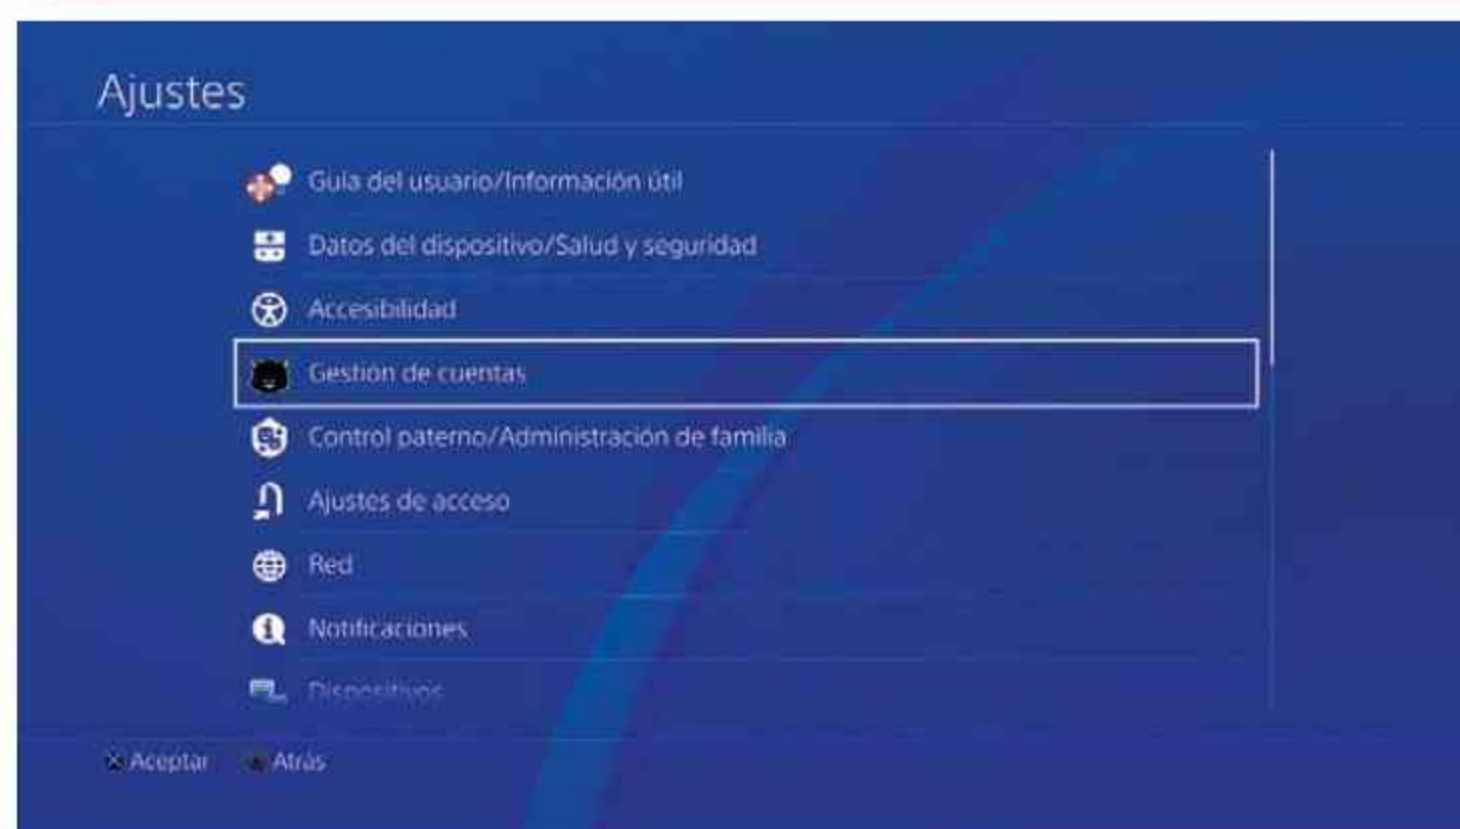 Ajustes
Guía del usuario/Información útil
Datos del dispositivo/Salud y seguridad
Accesibilidad
Gestión de cuentas
Control paterno/Administración de familia
Ajustes de acceso
Red
Notificaciones
Dispositivos
Aceptar Atrás